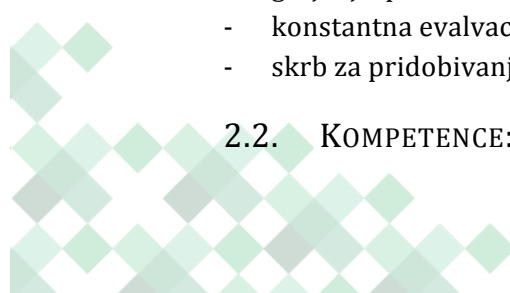 - konstantna evalvac
- skrb za pridobivanj
2.2. KOMPETENCE: